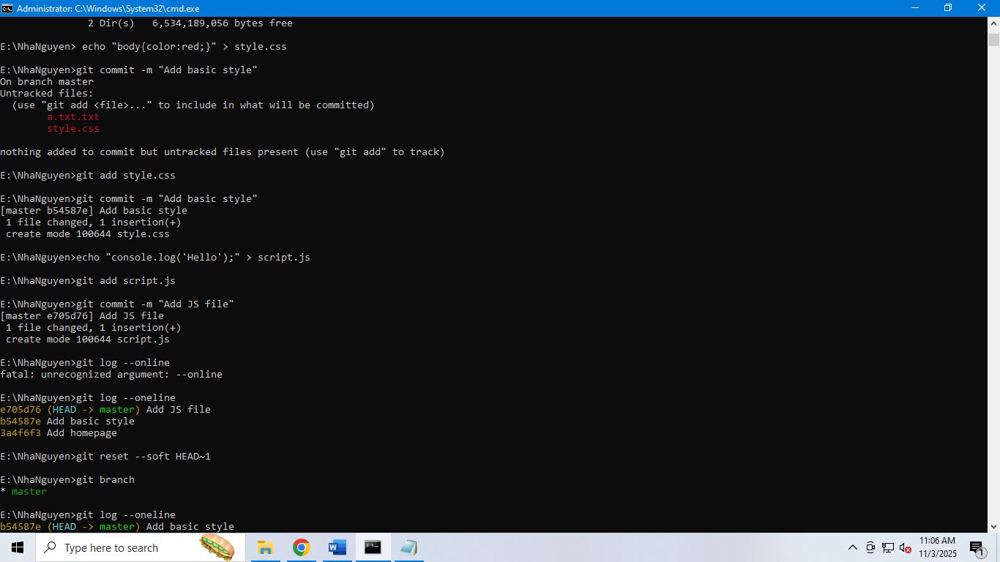 Administrator: C:\Windows\System32\cmd.exe
2 Dir(s)   6,534,189,056 bytes free
E:\NhaNguyen> echo "body{color:red;}" > style.css
E:\NhaNguyen>git commit -m "Add basic style"
On branch master
Untracked files:
  (use "git add <file>..." to include in what will be committed)
        a.txt.txt
        style.css
nothing added to commit but untracked files present (use "git add" to track)
E:\NhaNguyen>git add style.css
E:\NhaNguyen>git commit -m "Add basic style"
[master b54587e] Add basic style
 1 file changed, 1 insertion(+)
 create mode 100644 style.css
E:\NhaNguyen>echo "console.log('Hello');" > script.js
E:\NhaNguyen>git add script.js
E:\NhaNguyen>git commit -m "Add JS file"
[master e705d76] Add JS file
 1 file changed, 1 insertion(+)
 create mode 100644 script.js
E:\NhaNguyen>git log --online
fatal: unrecognized argument: --online
E:\NhaNguyen>git log --oneline
e705d76 (HEAD -> master) Add JS file
b54587e Add basic style
3a4f6f3 Add homepage
E:\NhaNguyen>git reset --soft HEAD~1
E:\NhaNguyen>git branch
* master
E:\NhaNguyen>git log --oneline
b54587e (HEAD -> master) Add basic style
Type here to search
11:06 AM
11/3/2025
1